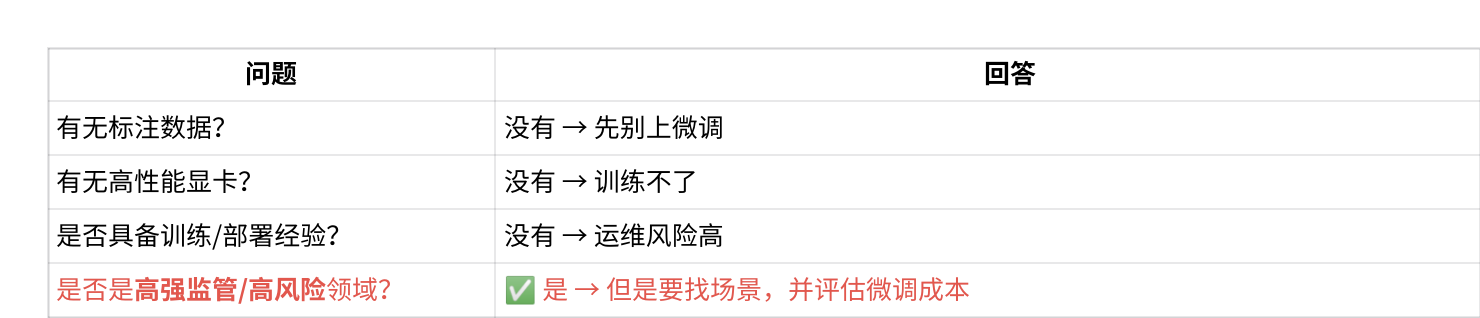 问题 回答
有无标注数据？ 没有 → 先别上微调
有无高性能显卡？ 没有 → 训练不了
是否具备训练/部署经验？ 没有 → 运维风险高
是否是高强监管/高风险领域？ ✅ 是 → 但是要找场景，并评估微调成本